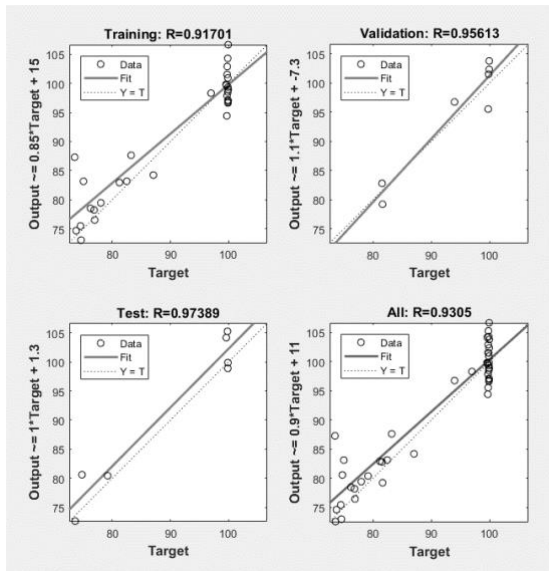 Training: R=0.91701
Output ~= 0.85*Target + 15
105
100
95
90
85
80
75
Data
Fit
Y = T
80 90 100
Target
Validation: R=0.95613
Output ~= 1.1*Target + -7.3
105
100
95
90
85
80
75
Data
Fit
Y = T
80 90 100
Target
Test: R=0.97389
Output ~= 1*Target + 1.3
105
100
95
90
85
80
75
Data
Fit
Y = T
80 90 100
Target
All: R=0.9305
Output ~= 0.9*Target + 11
105
100
95
90
85
80
75
Data
Fit
Y = T
80 90 100
Target